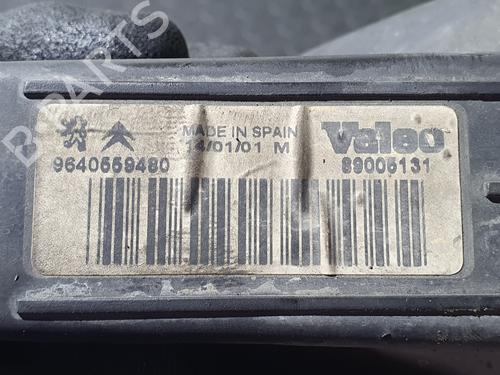 MADE IN SPAIN
Valeo
14/01/01 M
9640559480
89005131
B-PARTS